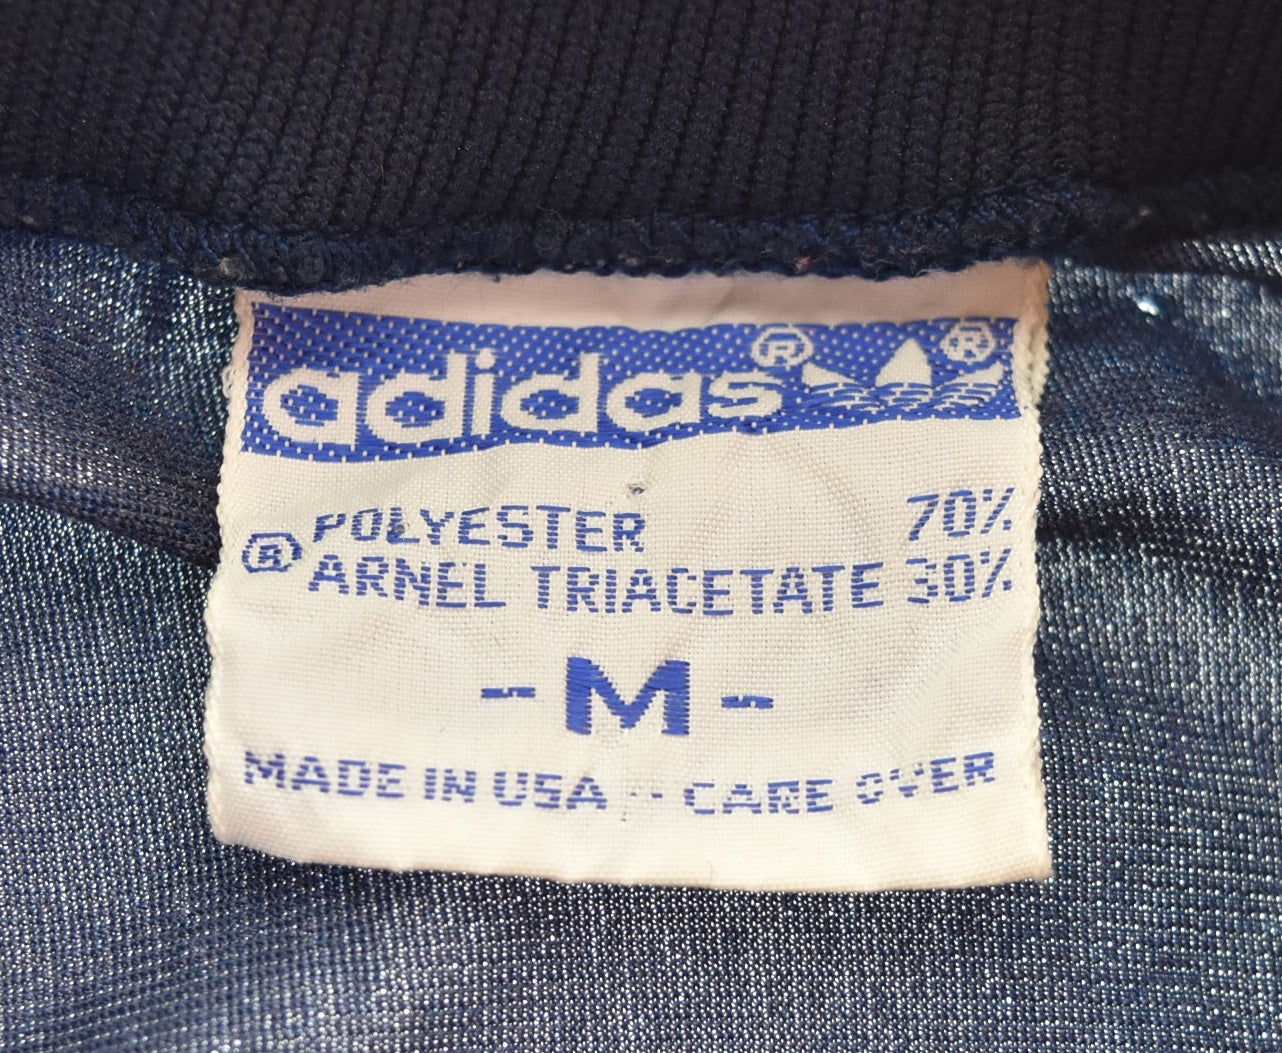 adidas® ®
POLYESTER 70%
® ARNEL TRIACETATE 30%
- M -
MADE IN USA -- CARE OVER